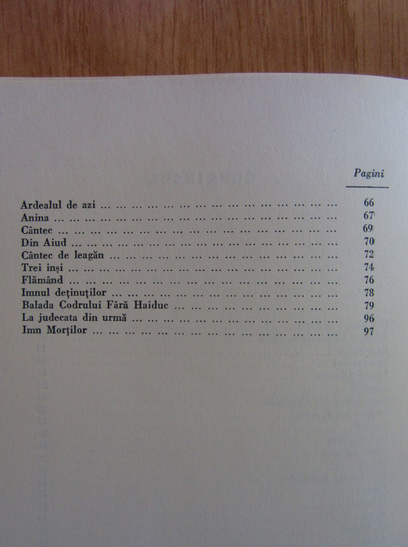 Pagini
Ardealul de azi ... ... ... ... ... ... ... ... ... ... ... ... ... ... ... 66
Anina ... ... ... ... ... ... ... ... ... ... ... ... ... ... ... ... ... ... 67
Cântec ... ... ... ... ... ... ... ... ... ... ... ... ... ... ... ... ... ... 69
Din Aiud ... ... ... ... ... ... ... ... ... ... ... ... ... ... ... ... ... 70
Cântec de leagăn ... ... ... ... ... ... ... ... ... ... ... ... ... ... 72
Trei inși ... ... ... ... ... ... ... ... ... ... ... ... ... ... ... ... ... 74
Flămând ... ... ... ... ... ... ... ... ... ... ... ... ... ... ... ... ... 76
Imnul deținuților ... ... ... ... ... ... ... ... ... ... ... ... ... ... 78
Balada Codrului Fără Haiduc ... ... ... ... ... ... ... ... ... ... 79
La judecata din urmă ... ... ... ... ... ... ... ... ... ... ... ... ... 96
Imn Morților ... ... ... ... ... ... ... ... ... ... ... ... ... ... ... ... 97